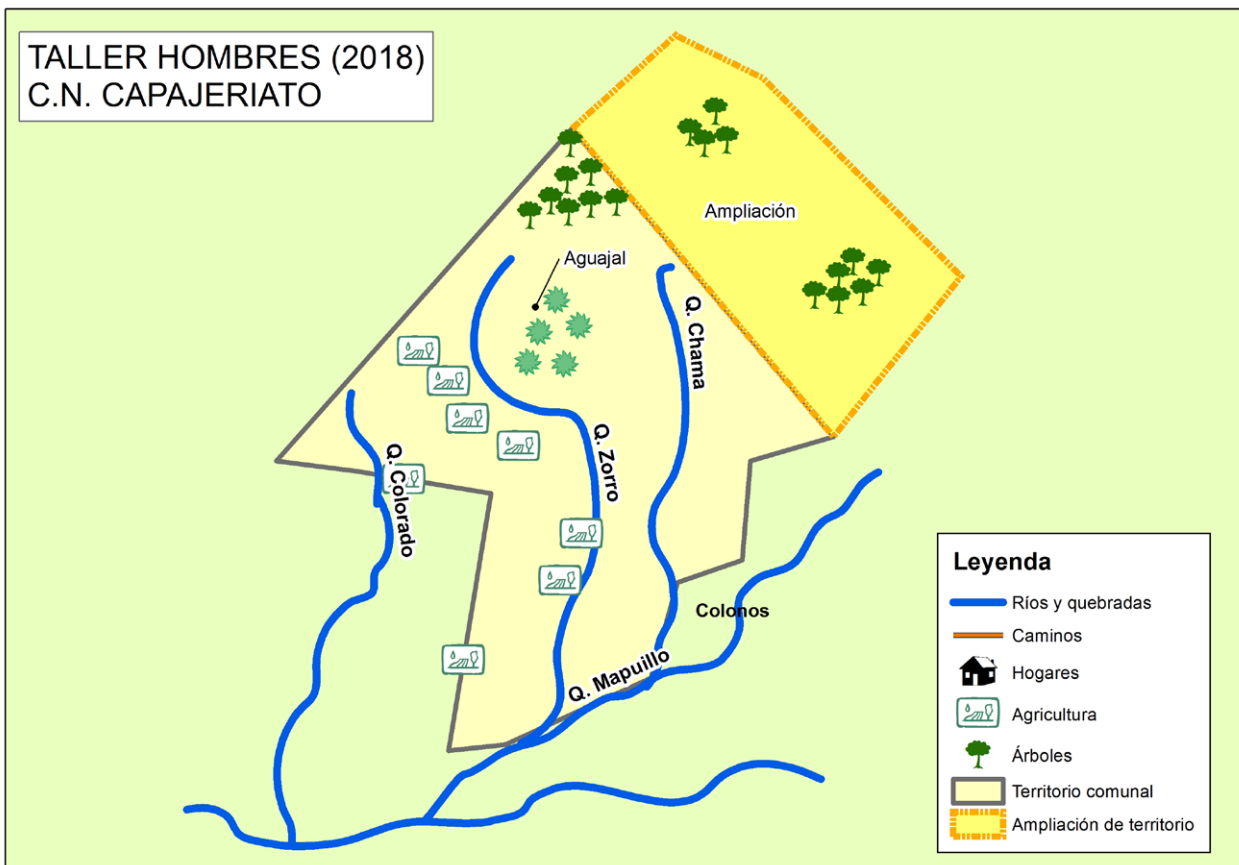 TALLER HOMBRES (2018)
C.N. CAPAJERIATO
Ampliación
Aguajal
Q. Chama
Q. Zorro
Q. Colorado
Colonos
Q. Mapuillo
Leyenda
Ríos y quebradas
Caminos
Hogares
Agricultura
Árboles
Territorio comunal
Ampliación de territorio